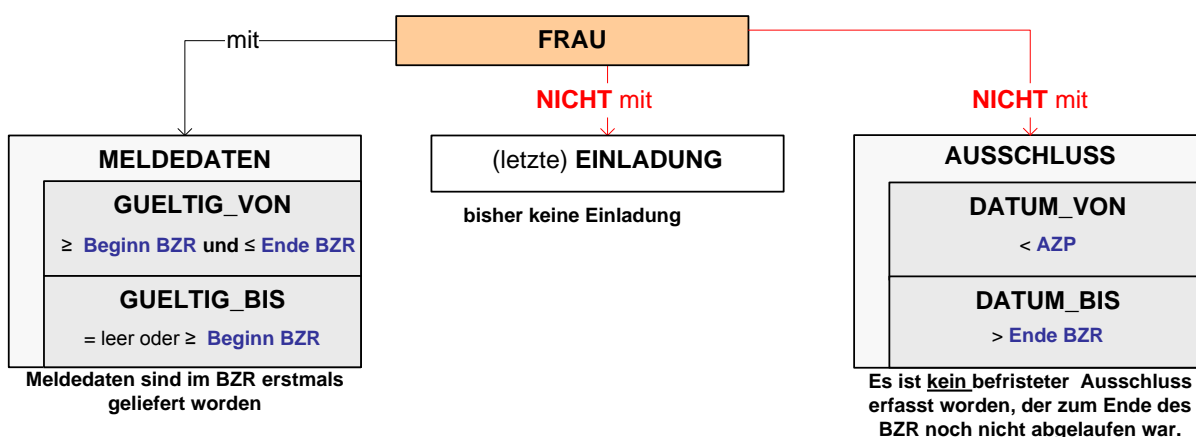 FRAU
mit
NICHT mit
NICHT mit
MELDEDATEN
GUELTIG_VON
≥ Beginn BZR und ≤ Ende BZR
GUELTIG_BIS
= leer oder ≥ Beginn BZR
Meldedaten sind im BZR erstmals
geliefert worden
(letzte) EINLADUNG
bisher keine Einladung
AUSSCHLUSS
DATUM_VON
< AZP
DATUM_BIS
> Ende BZR
Es ist kein befristeter Ausschluss
erfasst worden, der zum Ende des
BZR noch nicht abgelaufen war.